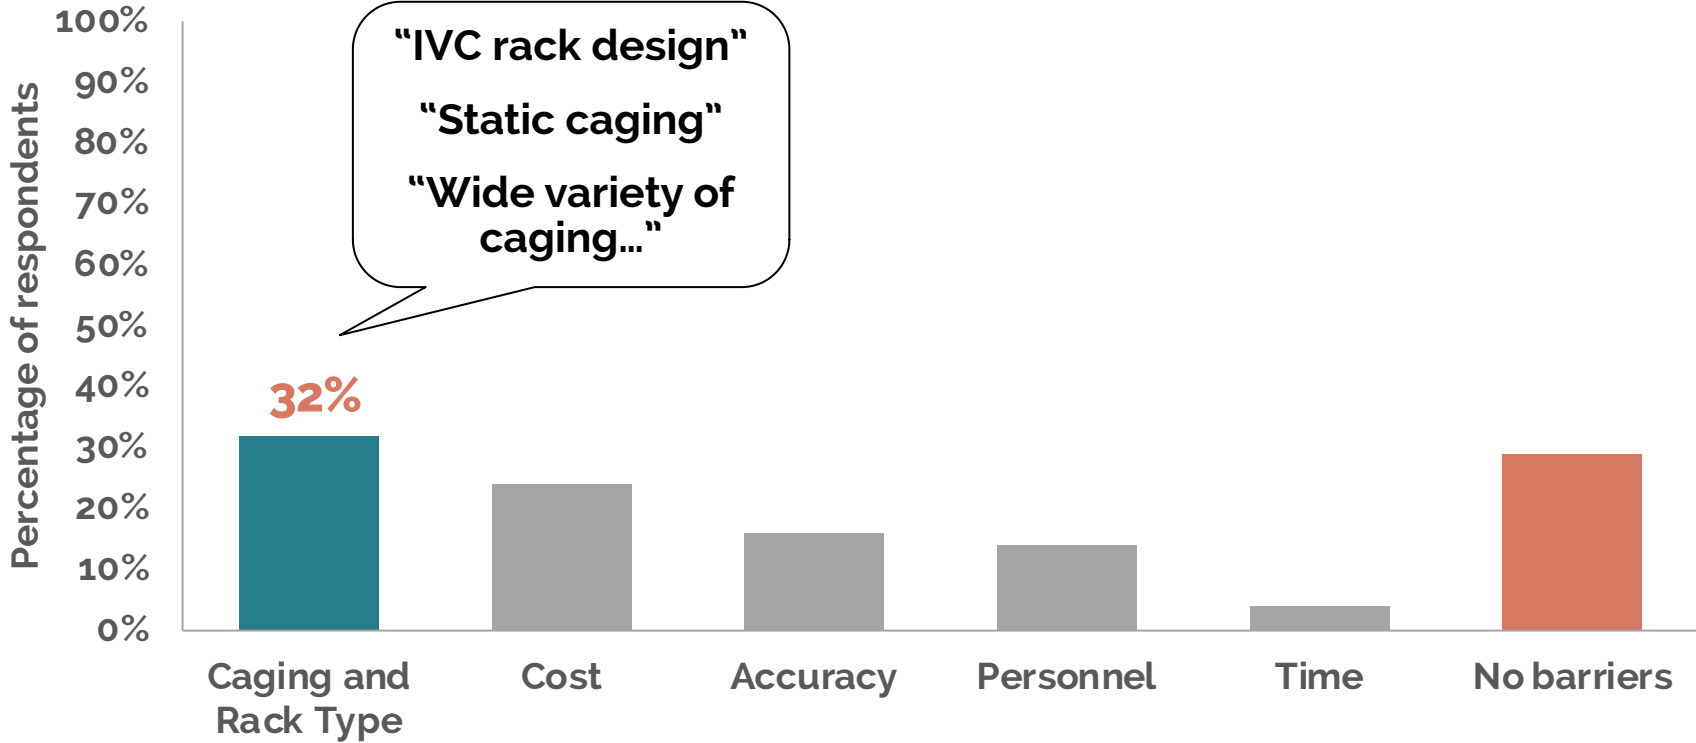 100%
90%
80%
70%
60%
50%
40%
30%
20%
10%
0%
Percentage of respondents
“IVC rack design”
“Static caging”
“Wide variety of
caging...”
32%
Caging and
Rack Type
Cost
Accuracy
Personnel
Time
No barriers